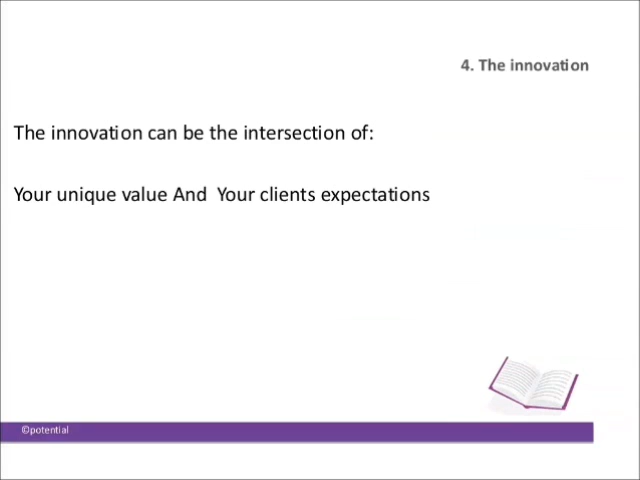 4. The innovation
The innovation can be the intersection of:
Your unique value And  Your clients expectations
©potential